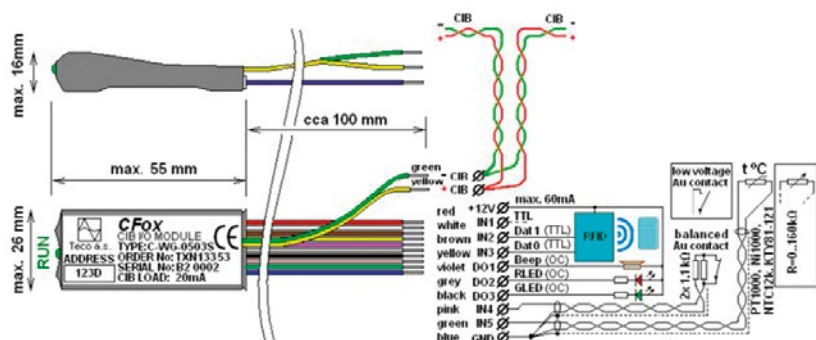 - CIB
+
CIB -
+
max. 16mm
cca 100 mm
max. 55 mm
green
yellow
- CIB
+ CIB
max. 26 mm
RUN
Teco a.s.
ADDRESS
123D
CFox
CIB I/O MODULE
TYPE:C-WG-0503S
ORDER No: TXN13353
SERIAL No: B2 0002
CIB LOAD: 20mA
CE
red +12V max. 60mA
white IN1 TTL
brown IN2 Dat1 (TTL)
yellow IN3 Dat0 (TTL)
violet DO1 Beep (OC)
grey DO2 RLED (OC)
black DO3 GLED (OC)
pink IN4
green IN5
blue GND
RFID
low voltage
Au contact
balanced
Au contact
2x 1.1kΩ
t ºC
PT1000, Ni1000,
NTC12k, KTY81-121
R=0..160kΩ